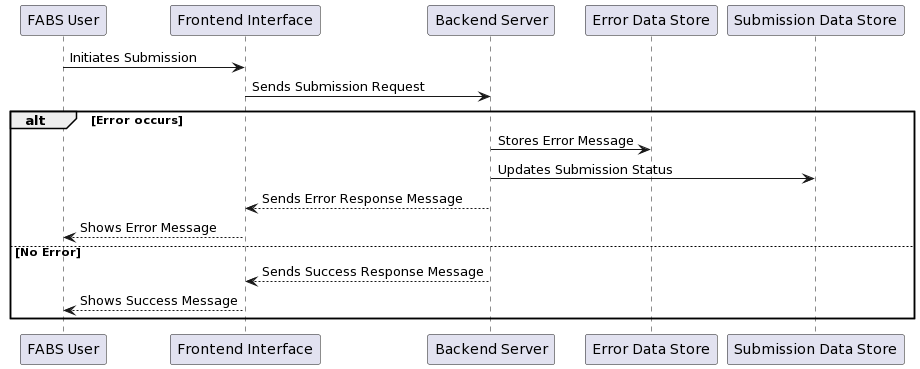 FABS User Frontend Interface Backend Server Error Data Store Submission Data Store
Initiates Submission
Sends Submission Request
alt [Error occurs]
Stores Error Message
Updates Submission Status
Sends Error Response Message
Shows Error Message
[No Error]
Sends Success Response Message
Shows Success Message
FABS User Frontend Interface Backend Server Error Data Store Submission Data Store